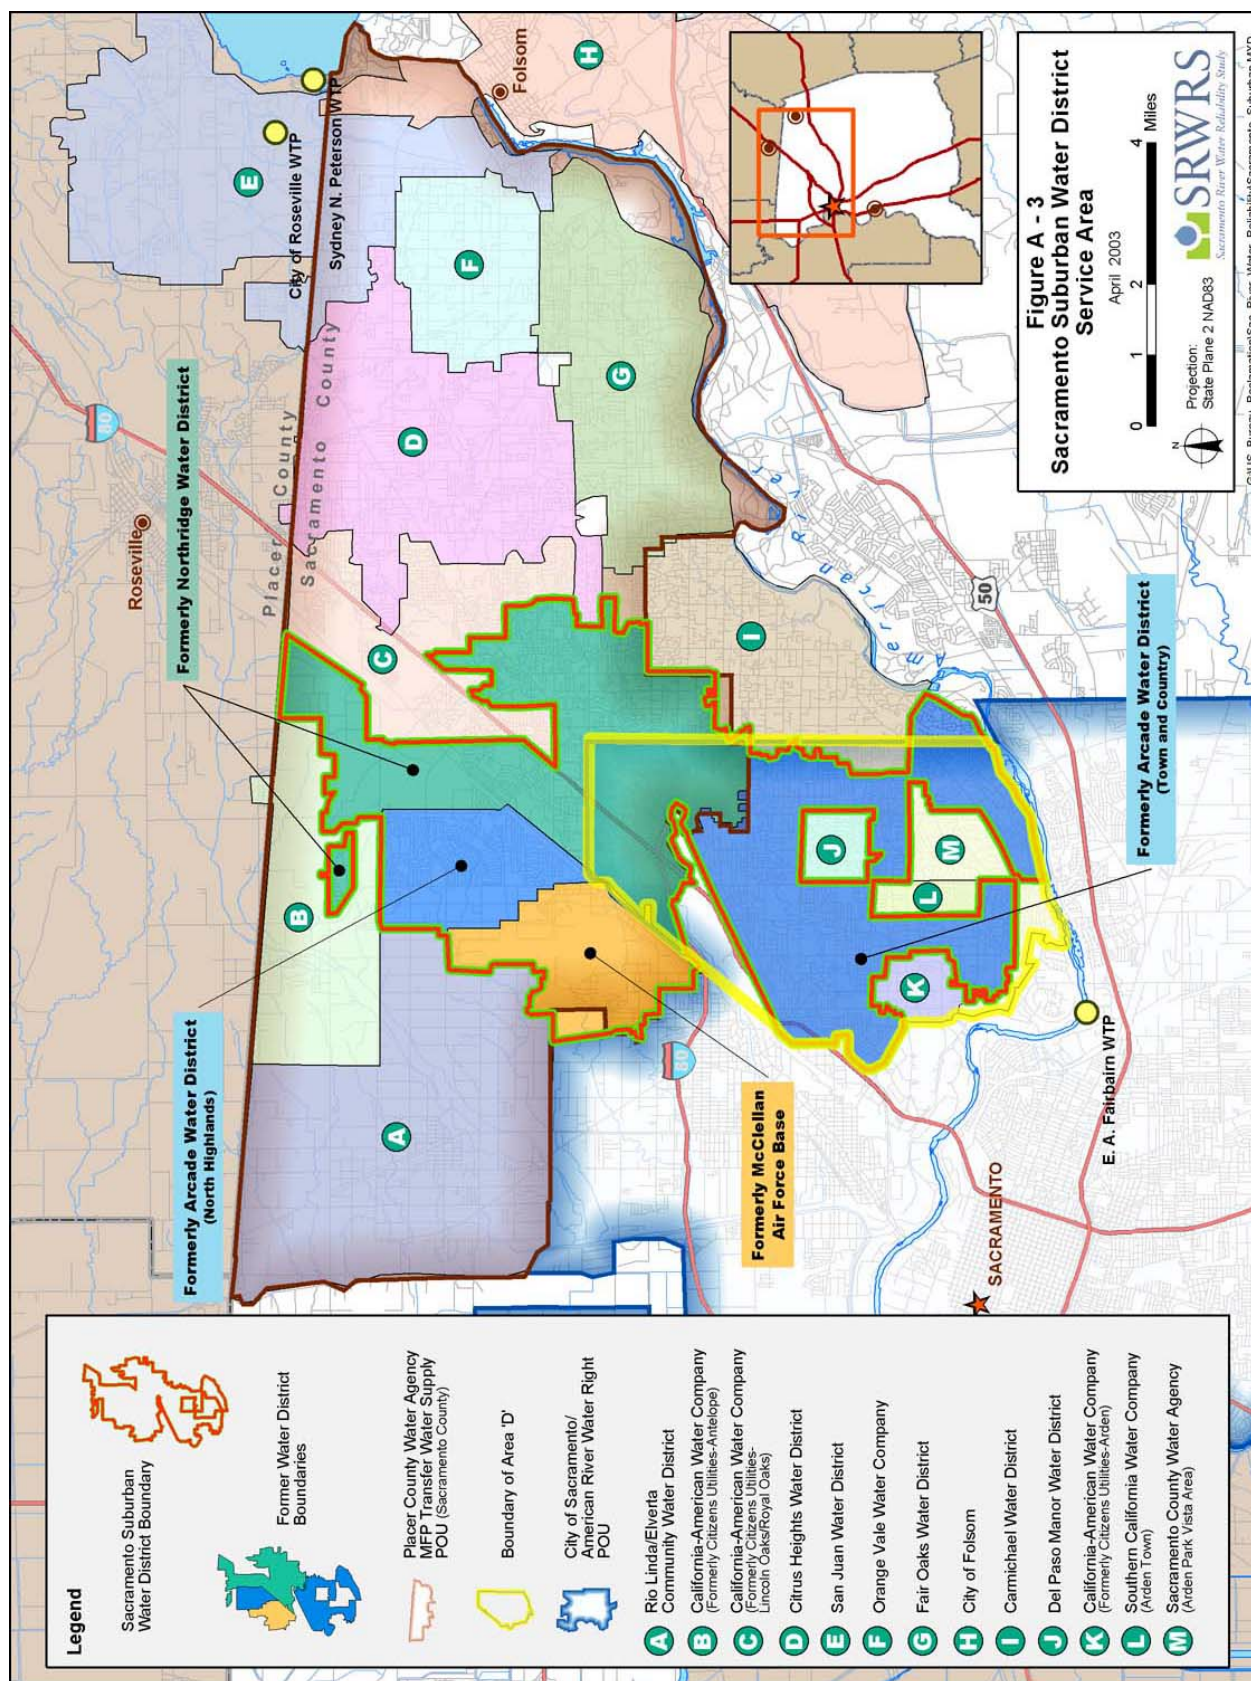 Legend
Sacramento Suburban
Water District Boundary
Former Water District
Boundaries
Placer County Water Agency
MFP Transfer Water Supply
POU (Sacramento County)
Boundary of Area 'D'
City of Sacramento/
American River Water Right
POU
A Rio Linda/Elverta
Community Water District
B California-American Water Company
(Formerly Citizens Utilities-Antelope)
C California-American Water Company
(Formerly Citizens Utilities-
Lincoln Oaks/Royal Oaks)
D Citrus Heights Water District
E San Juan Water District
F Orange Vale Water Company
G Fair Oaks Water District
H City of Folsom
I Carmichael Water District
J Del Paso Manor Water District
K California-American Water Company
(Formerly Citizens Utilities-Arden)
L Southern California Water Company
(Arden Town)
M Sacramento County Water Agency
(Arden Park Vista Area)
Formerly Arcade Water District
(North Highlands)
Formerly Northridge Water District
Formerly McClellan
Air Force Base
Formerly Arcade Water District
(Town and Country)
Roseville
80
Placer County
Sacramento County
City of Roseville WTP
Sydney N. Peterson WTP
Folsom
A
B
C
D
E
F
G
H
I
J
K
L
M
80
American River
50
E. A. Fairbairn WTP
SACRAMENTO
Figure A - 3
Sacramento Suburban Water District
Service Area
April 2003
0 1 2 4
Miles
N
Projection:
State Plane 2 NAD83
SRWRS
Sacramento River Water Reliability Study